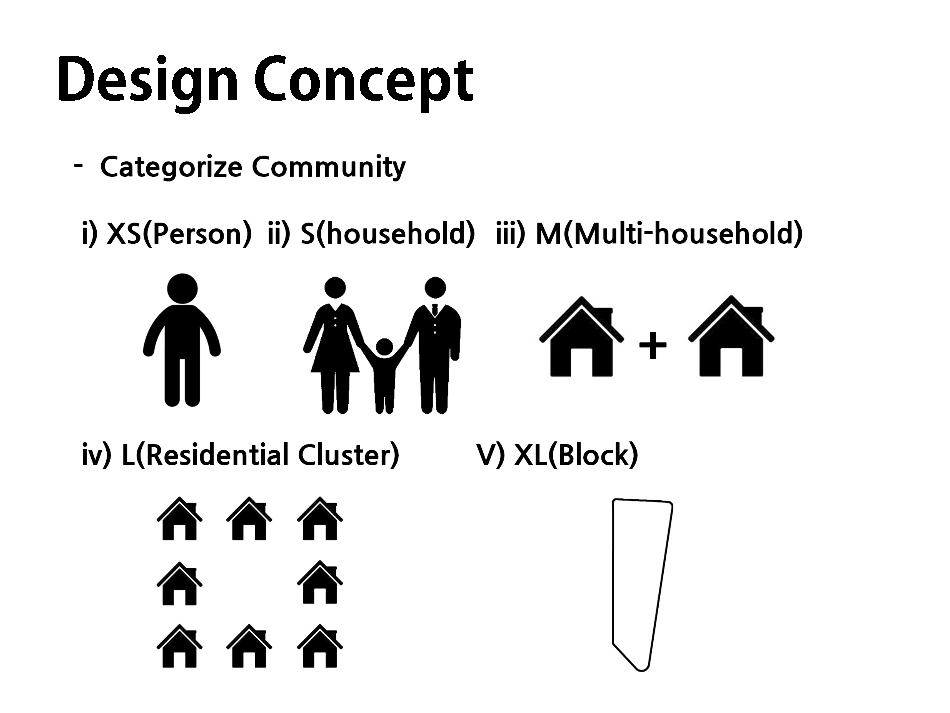 Design Concept
- Categorize Community
i) XS(Person) ii) S(household) iii) M(Multi-household)
+
iv) L(Residential Cluster) V) XL(Block)